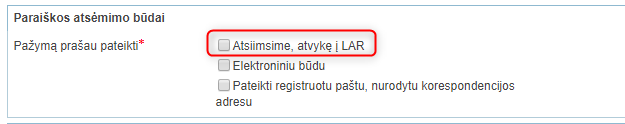 Paraiškos atsėmimo būdai
Pažymą prašau pateikti*
Atsiimsime, atvykę į LAR
Elektroniniu būdu
Pateikti registruotu paštu, nurodytu korespondencijos
adresu